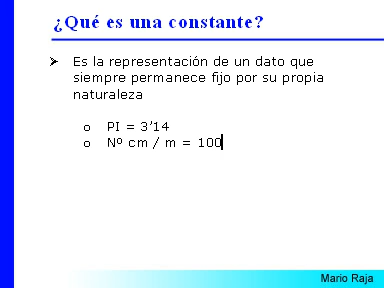 ¿Qué es una constante?
Es la representación de un dato que
siempre permanece fijo por su propia
naturaleza
o PI = 3'14
o Nº cm / m = 100
Mario Raja